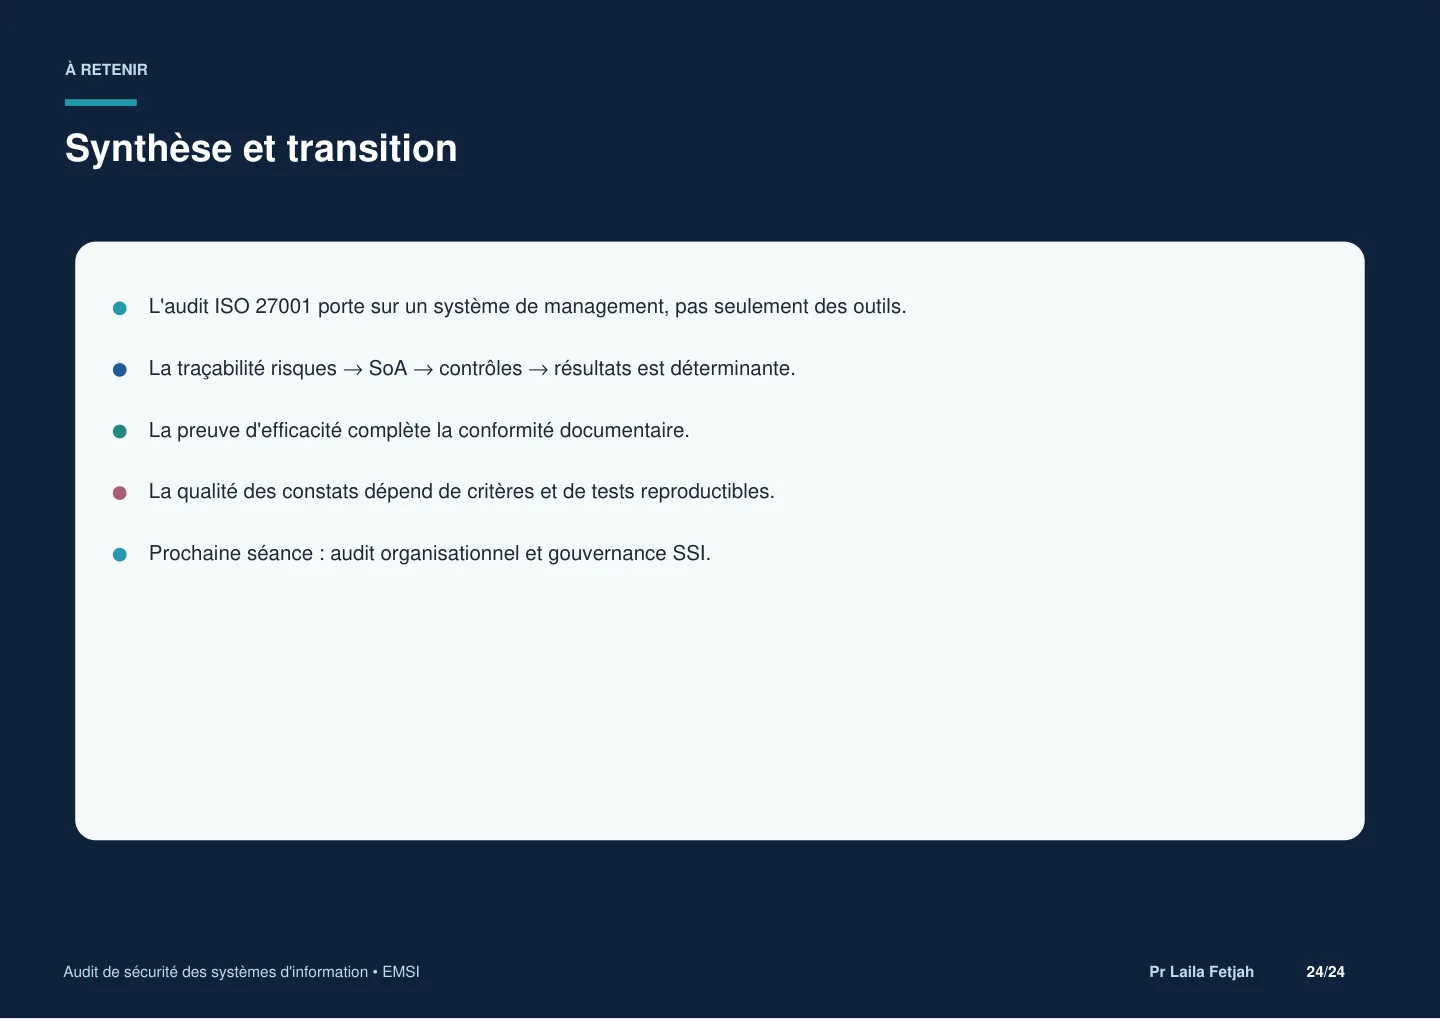 À RETENIR
Synthèse et transition
L'audit ISO 27001 porte sur un système de management, pas seulement des outils.
La traçabilité risques → SoA → contrôles → résultats est déterminante.
La preuve d'efficacité complète la conformité documentaire.
La qualité des constats dépend de critères et de tests reproductibles.
Prochaine séance : audit organisationnel et gouvernance SSI.
Audit de sécurité des systèmes d'information • EMSI
Pr Laila Fetjah
24/24